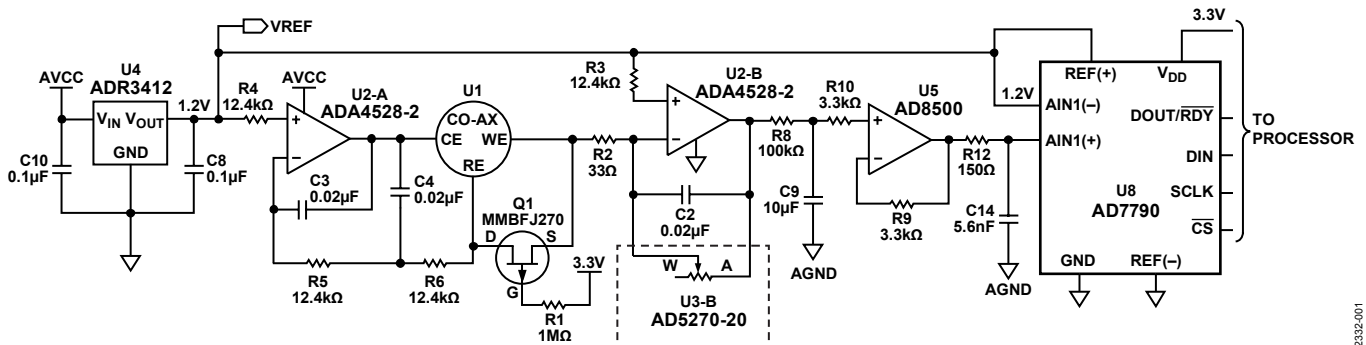 VREF
AVCC
U4
ADR3412
VIN VOUT
GND
1.2V
C10
0.1µF
C8
0.1µF
R4
12.4kΩ
AVCC
U2-A
ADA4528-2
+
−
C3
0.02µF
C4
0.02µF
R5
12.4kΩ
R6
12.4kΩ
U1
CO-AX
CE
WE
RE
Q1
MMBFJ270
D
S
G
R1
1MΩ
3.3V
R2
33Ω
R3
12.4kΩ
U2-B
ADA4528-2
+
−
C2
0.02µF
W
A
U3-B
AD5270-20
R8
100kΩ
C9
10µF
AGND
R10
3.3kΩ
U5
AD8500
+
−
R9
3.3kΩ
R12
150Ω
C14
5.6nF
AGND
1.2V
3.3V
REF(+)
VDD
AIN1(−)
AIN1(+)
DOUT/RDY
DIN
SCLK
CS
U8
AD7790
GND
REF(−)
TO
PROCESSOR
2332-001